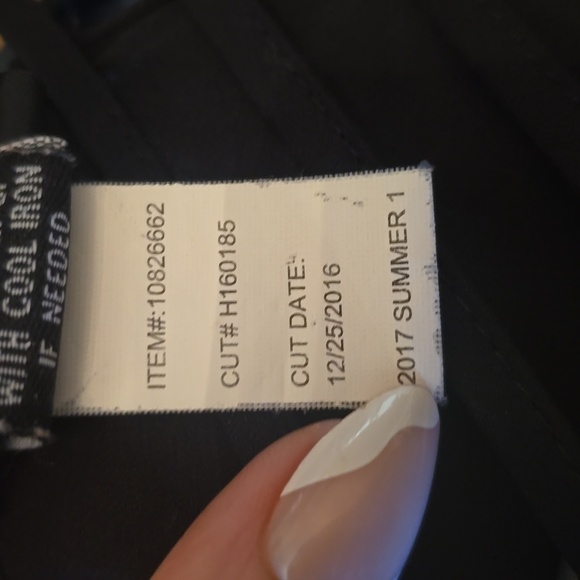 WITH COOL IRON
IF NEEDED
ITEM#:10826662
CUT# H160185
CUT DATE:
12/25/2016
2017 SUMMER 1